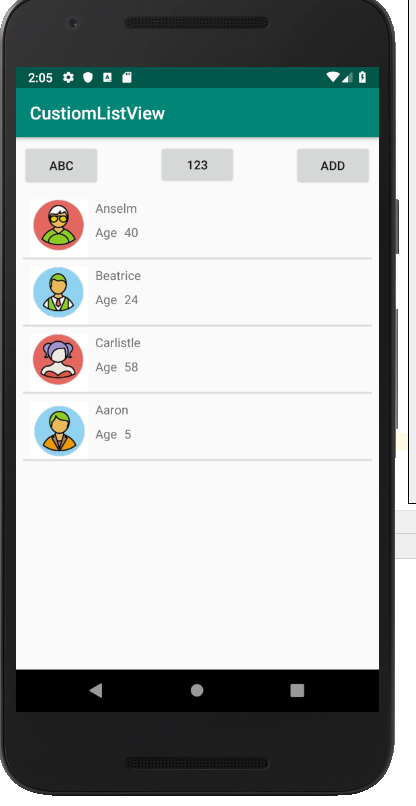 2:05
CustiomListView
ABC 123 ADD
Anselm
Age 40
Beatrice
Age 24
Carlistle
Age 58
Aaron
Age 5